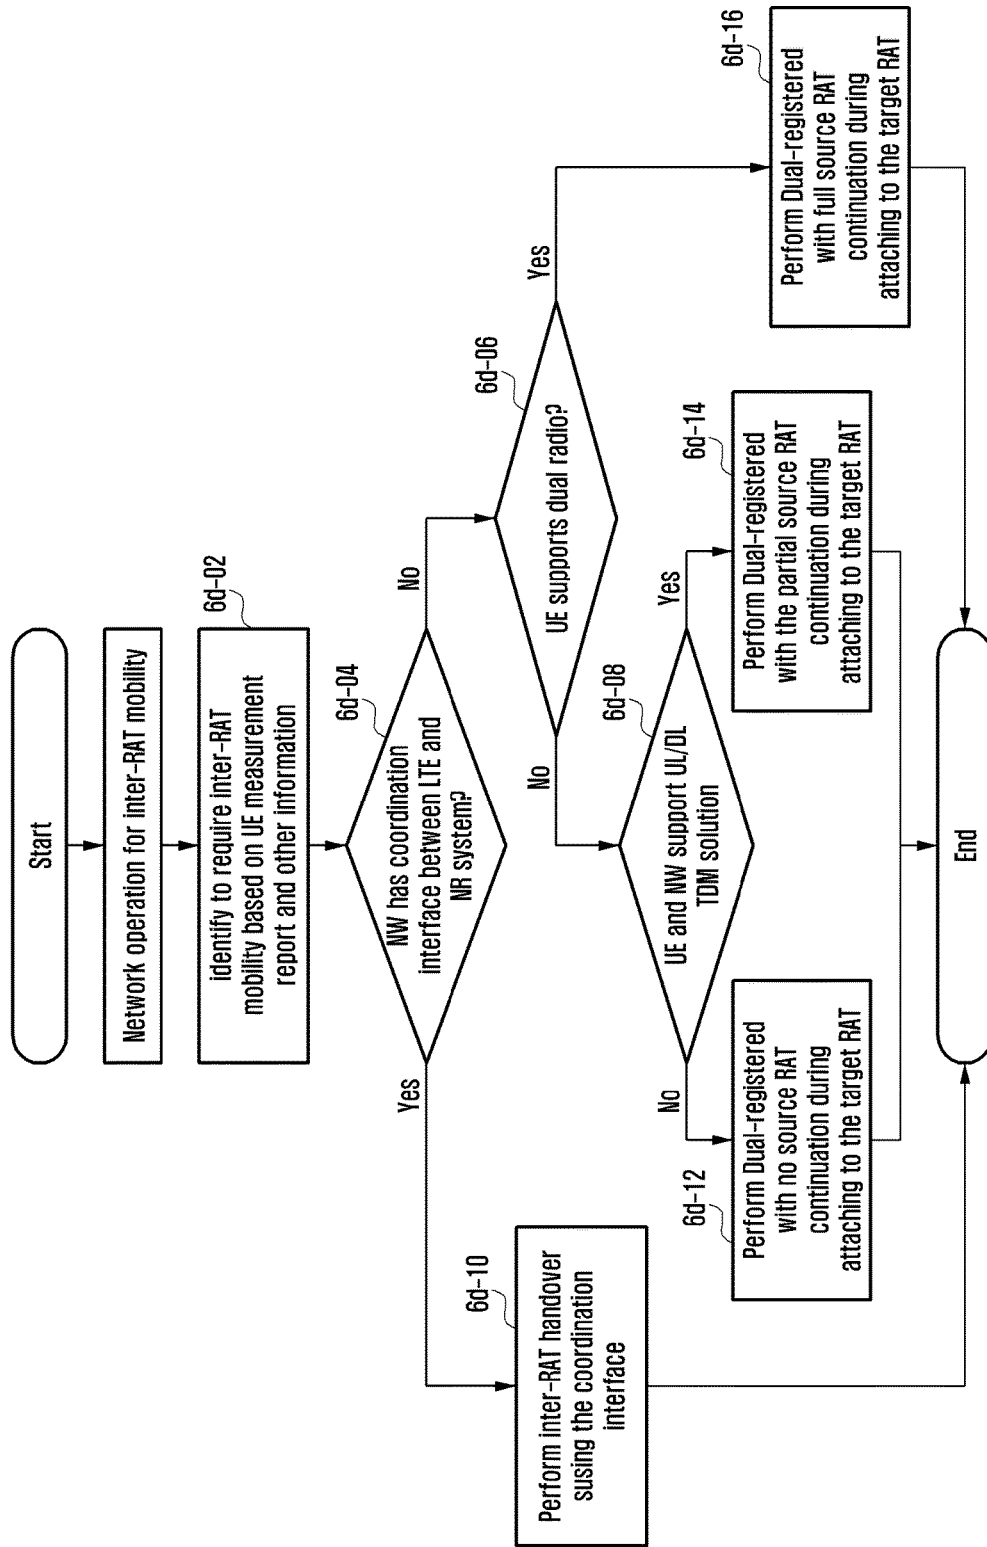 Start
Network operation for inter-RAT mobility
6d-02
identify to require inter-RAT
mobility based on UE measurement
report and other information
6d-04
NW has coordination
interface between LTE and
NR system?
Yes
No
6d-10
Perform inter-RAT handover
susing the coordination
interface
6d-06
UE supports dual radio?
No
Yes
6d-08
UE and NW support UL/DL
TDM solution
No
Yes
6d-12
Perform Dual-registered
with no source RAT
continuation during
attaching to the target RAT
6d-14
Perform Dual-registered
with the partial source RAT
continuation during
attaching to the target RAT
6d-16
Perform Dual-registered
with full source RAT
continuation during
attaching to the target RAT
End